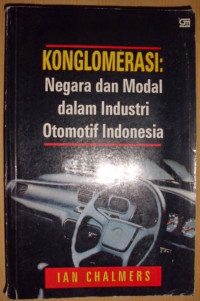 KONGLOMERASI:
Negara dan Modal
dalam Industri
Otomotif Indonesia
IAN CHALMERS